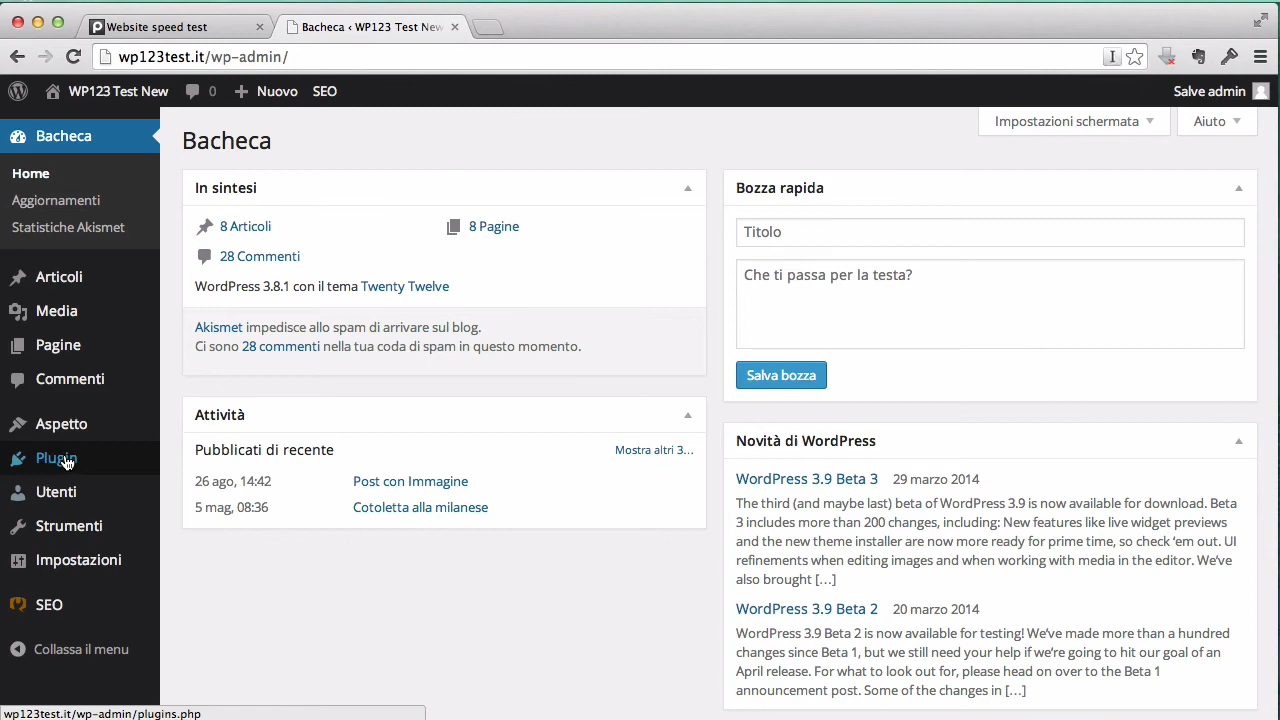 Website speed test
Bacheca ‹ WP123 Test New
wp123test.it/wp-admin/
WP123 Test New
0
Nuovo
SEO
Salve admin
Bacheca
Home
Aggiornamenti
Statistiche Akismet
Articoli
Media
Pagine
Commenti
Aspetto
Plugin
Utenti
Strumenti
Impostazioni
SEO
Collassa il menu
Impostazioni schermata
Aiuto
Bacheca
In sintesi
8 Articoli
8 Pagine
28 Commenti
WordPress 3.8.1 con il tema Twenty Twelve
Akismet impedisce allo spam di arrivare sul blog.
Ci sono 28 commenti nella tua coda di spam in questo momento.
Attività
Pubblicati di recente
Mostra altri 3...
26 ago, 14:42 Post con Immagine
5 mag, 08:36 Cotoletta alla milanese
Bozza rapida
Titolo
Che ti passa per la testa?
Salva bozza
Novità di WordPress
WordPress 3.9 Beta 3 29 marzo 2014
The third (and maybe last) beta of WordPress 3.9 is now available for download. Beta
3 includes more than 200 changes, including: New features like live widget previews
and the new theme installer are now more ready for prime time, so check ‘em out. UI
refinements when editing images and when working with media in the editor. We’ve
also brought […]
WordPress 3.9 Beta 2 20 marzo 2014
WordPress 3.9 Beta 2 is now available for testing! We’ve made more than a hundred
changes since Beta 1, but we still need your help if we’re going to hit our goal of an
April release. For what to look out for, please head on over to the Beta 1
announcement post. Some of the changes in […]
wp123test.it/wp-admin/plugins.php